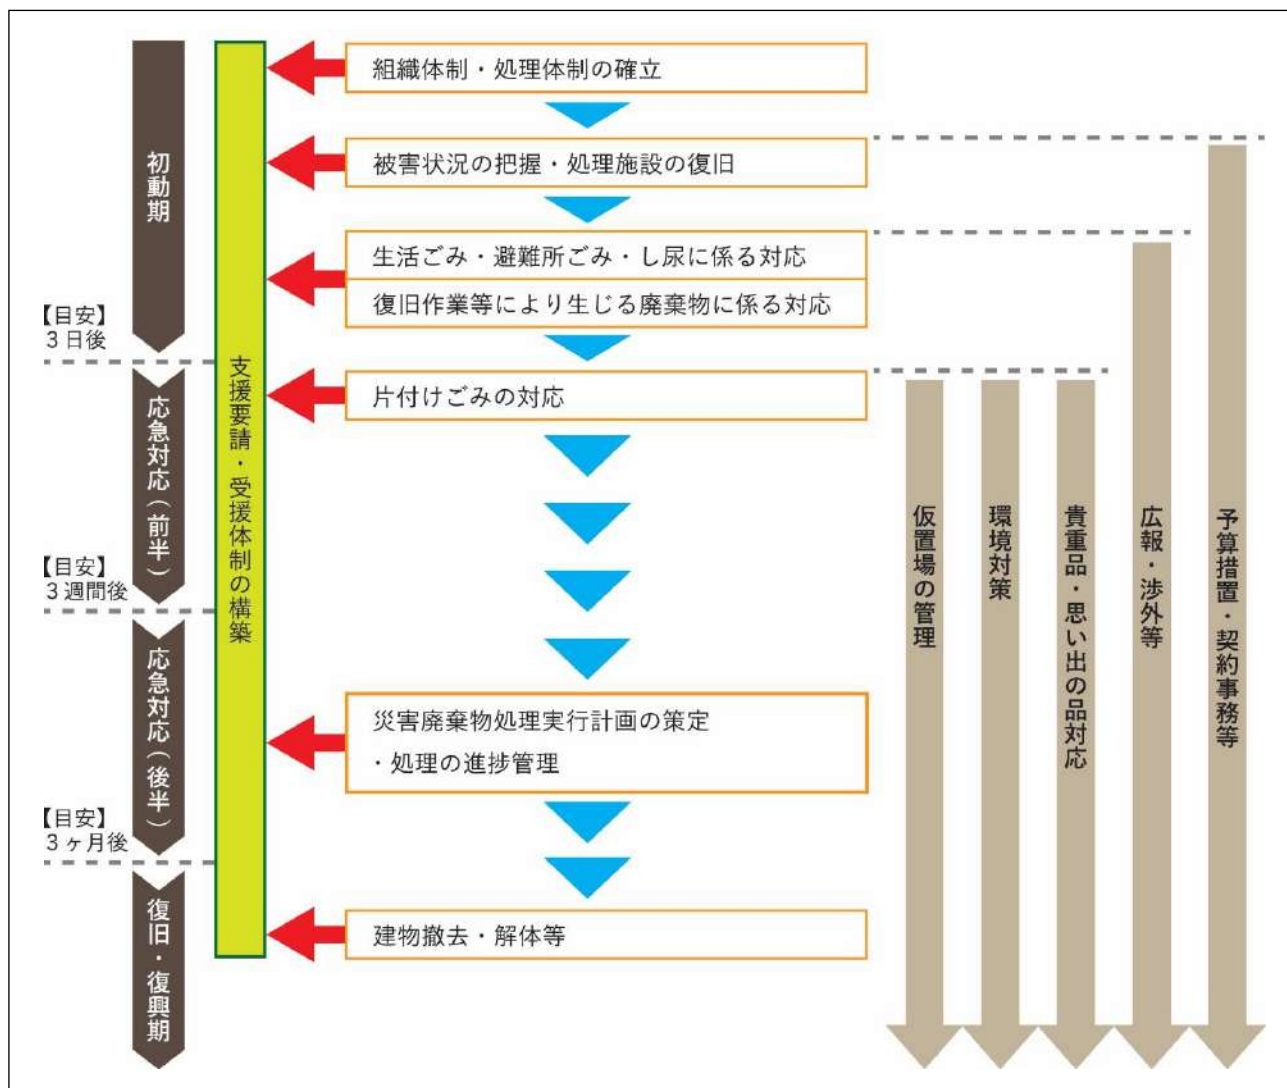 初動期
【目安】
3日後
応急対応（前半）
【目安】
3週間後
応急対応（後半）
【目安】
3ヶ月後
復旧・復興期
支援要請・受援体制の構築
組織体制・処理体制の確立
被害状況の把握・処理施設の復旧
生活ごみ・避難所ごみ・し尿に係る対応
復旧作業等により生じる廃棄物に係る対応
片付けごみの対応
災害廃棄物処理実行計画の策定
・処理の進捗管理
建物撤去・解体等
仮置場の管理
環境対策
貴重品・思い出の品対応
広報・渉外等
予算措置・契約事務等